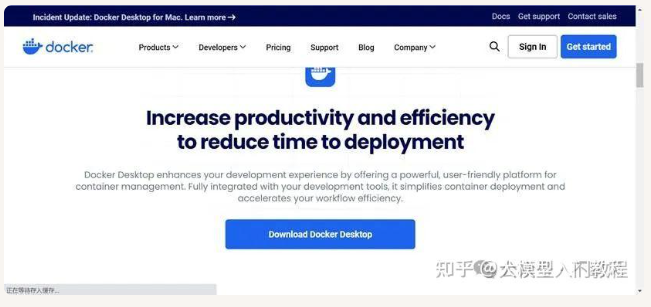 Incident Update: Docker Desktop for Mac. Learn more → Docs Get support Contact sales
docker Products Developers Pricing Support Blog Company Sign In Get started
Increase productivity and efficiency
to reduce time to deployment
Docker Desktop enhances your development experience by offering a powerful, user-friendly platform for
container management. Fully integrated with your development tools, it simplifies container deployment and
accelerates your workflow efficiency.
Download Docker Desktop
知乎 @大模型入门教程
正在等待存入缓存...